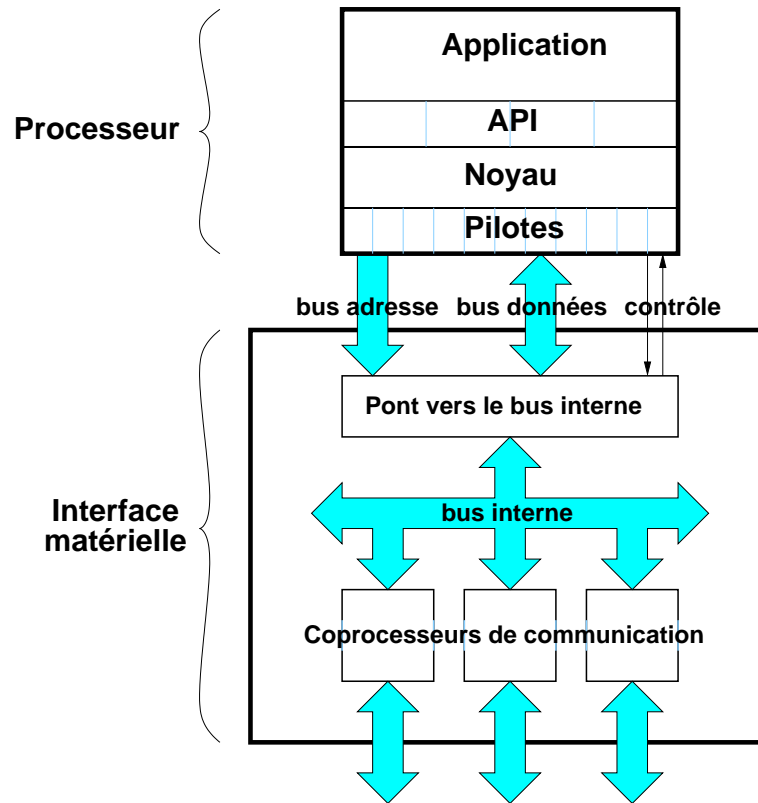 Application
API
Processeur
Noyau
Pilotes
bus adresse
bus données
contrôle
Pont vers le bus interne
Interface
matérielle
bus interne
Coprocesseurs de communication